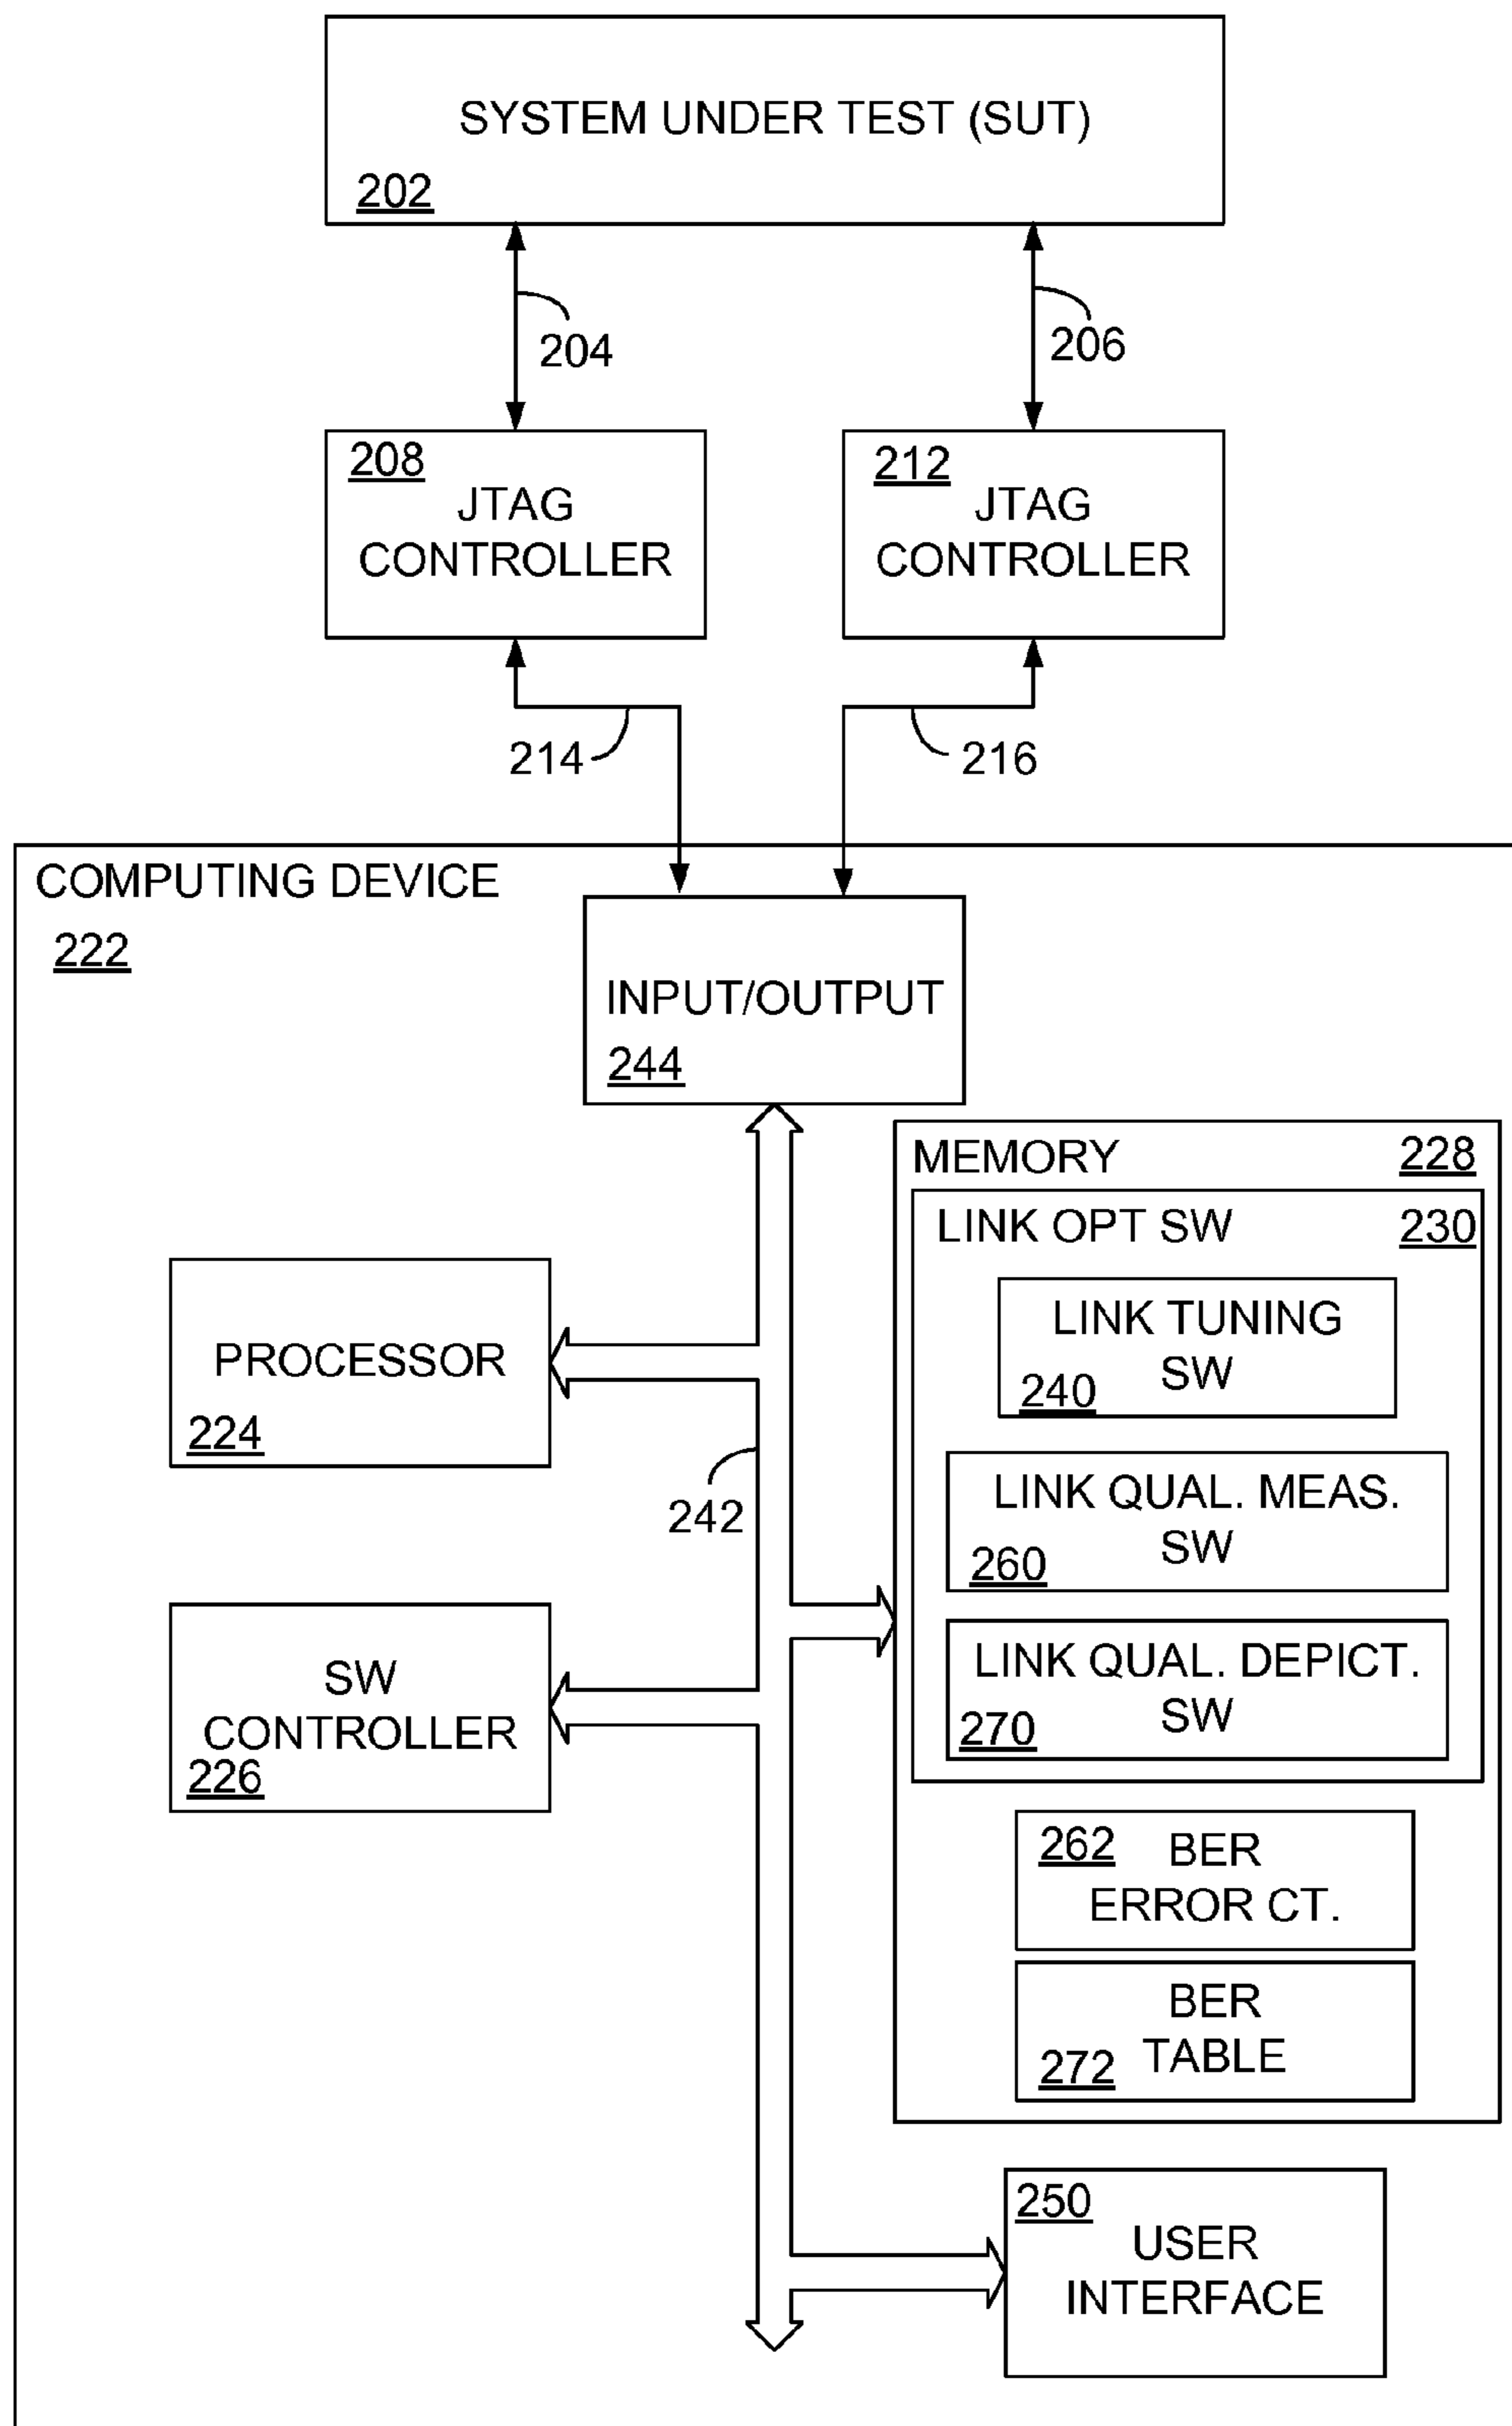 SYSTEM UNDER TEST (SUT)
202
204
206
208
JTAG
CONTROLLER
212
JTAG
CONTROLLER
214
216
COMPUTING DEVICE
222
INPUT/OUTPUT
244
MEMORY 228
LINK OPT SW 230
LINK TUNING
SW
240
PROCESSOR
224
242
LINK QUAL. MEAS.
SW
260
LINK QUAL. DEPICT.
SW
270
SW
CONTROLLER
226
262
BER
ERROR CT.
BER
TABLE
272
250
USER
INTERFACE